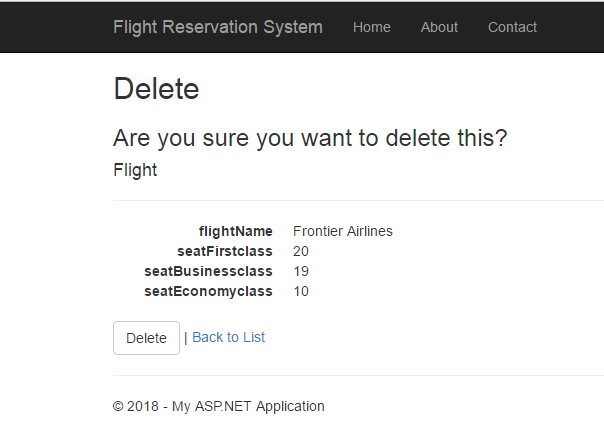 Flight Reservation System Home About Contact
Delete
Are you sure you want to delete this?
Flight
flightName Frontier Airlines
seatFirstclass 20
seatBusinessclass 19
seatEconomyclass 10
Delete | Back to List
© 2018 - My ASP.NET Application